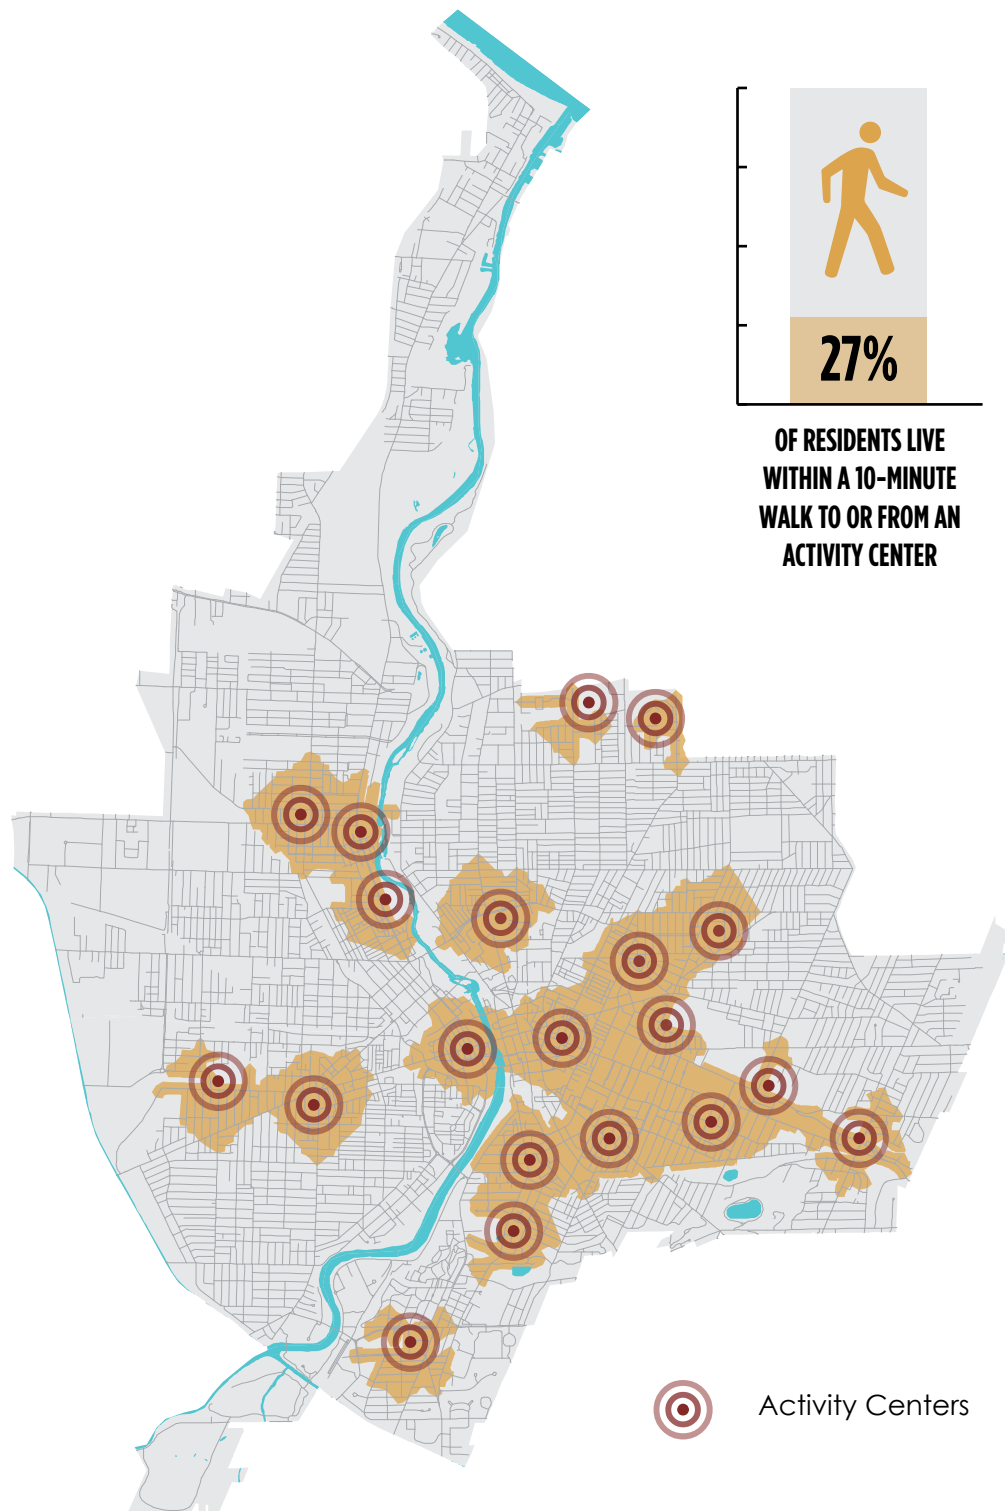 27%
OF RESIDENTS LIVE
WITHIN A 10-MINUTE
WALK TO OR FROM AN
ACTIVITY CENTER
Activity Centers